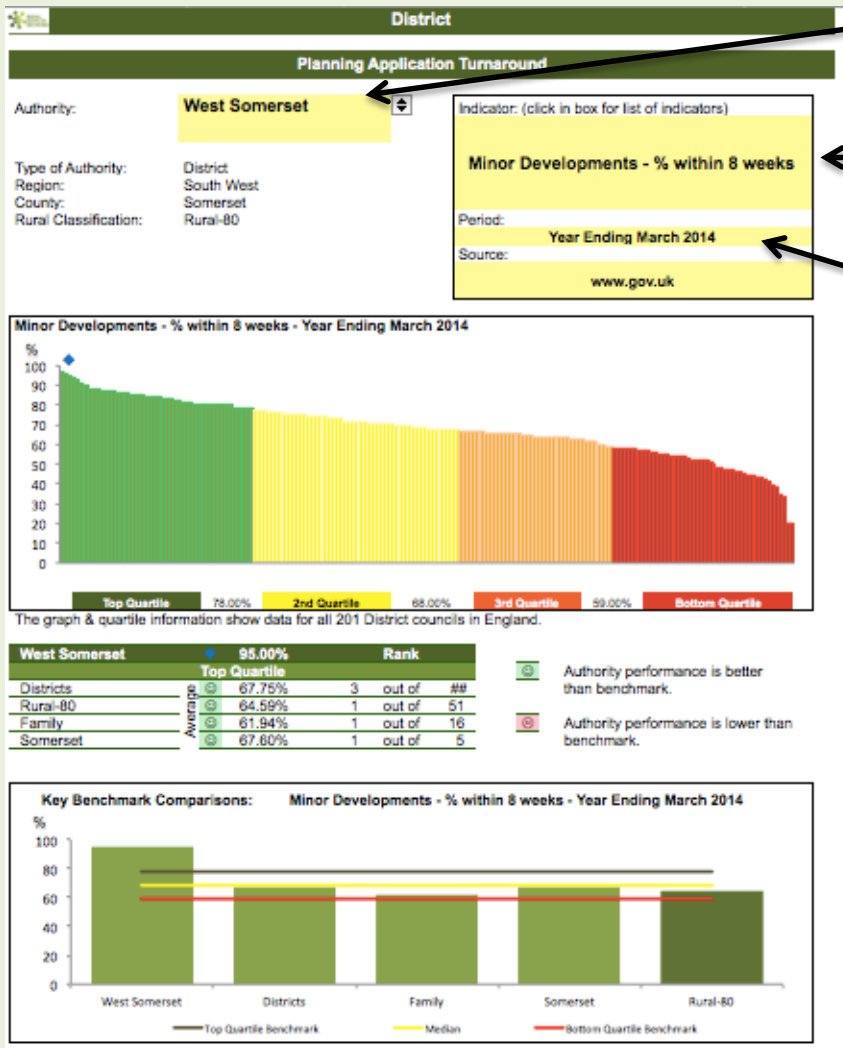 District
Planning Application Turnaround
Authority:
West Somerset
Type of Authority: District
Region: South West
County: Somerset
Rural Classification: Rural-80
Indicator: (click in box for list of indicators)
Minor Developments - % within 8 weeks
Period:
Year Ending March 2014
Source:
www.gov.uk
Minor Developments - % within 8 weeks - Year Ending March 2014
%
100
90
80
70
60
50
40
30
20
10
0
Top Quartile 78.00% 2nd Quartile 68.00% 3rd Quartile 59.00% Bottom Quartile
The graph & quartile information show data for all 201 District councils in England.
West Somerset 95.00% Rank
Top Quartile
Average
Districts 67.75% 3 out of ##
Rural-80 64.59% 1 out of 51
Family 61.94% 1 out of 16
Somerset 67.60% 1 out of 5
Authority performance is better
than benchmark.
Authority performance is lower than
benchmark.
Key Benchmark Comparisons: Minor Developments - % within 8 weeks - Year Ending March 2014
%
100
80
60
40
20
0
West Somerset Districts Family Somerset Rural-80
Top Quartile Benchmark Median Bottom Quartile Benchmark